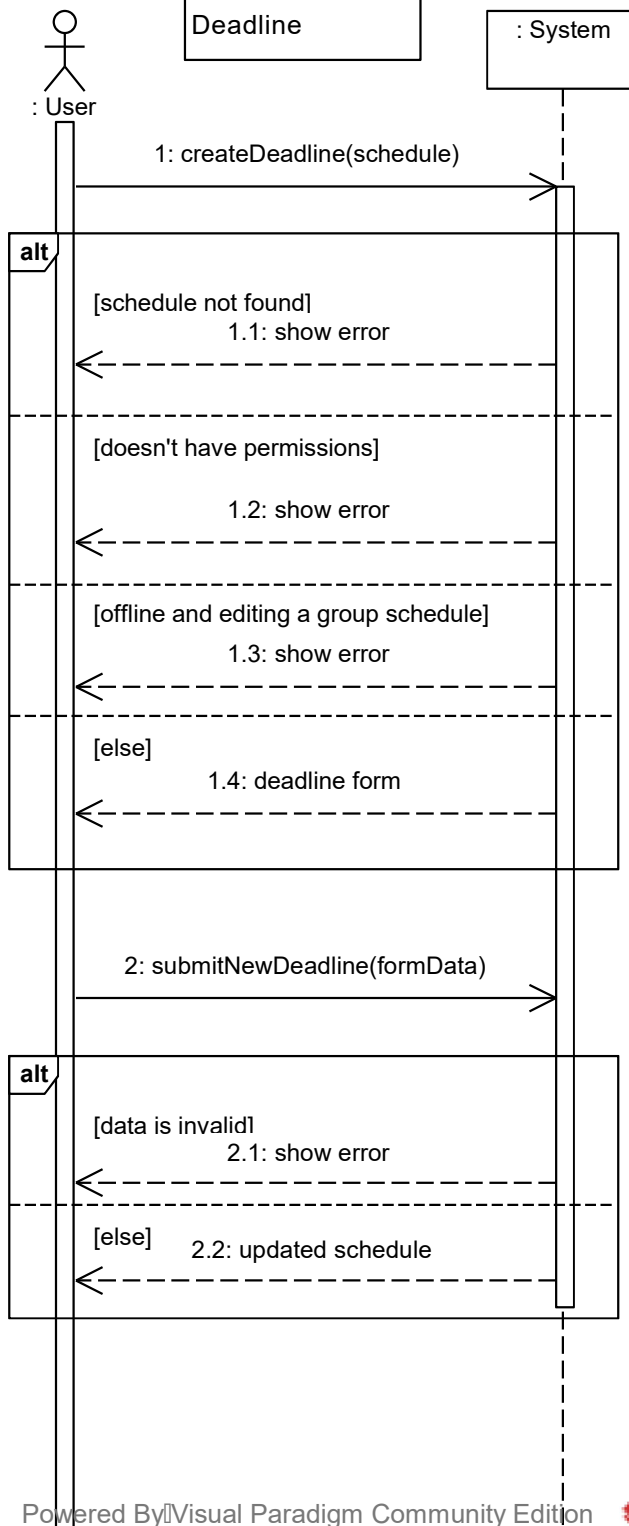 Deadline
: System
: User
1: createDeadline(schedule)
alt
[schedule not found]
1.1: show error
[doesn't have permissions]
1.2: show error
[offline and editing a group schedule]
1.3: show error
[else]
1.4: deadline form
2: submitNewDeadline(formData)
alt
[data is invalid]
2.1: show error
[else]
2.2: updated schedule
Powered By Visual Paradigm Community Edition